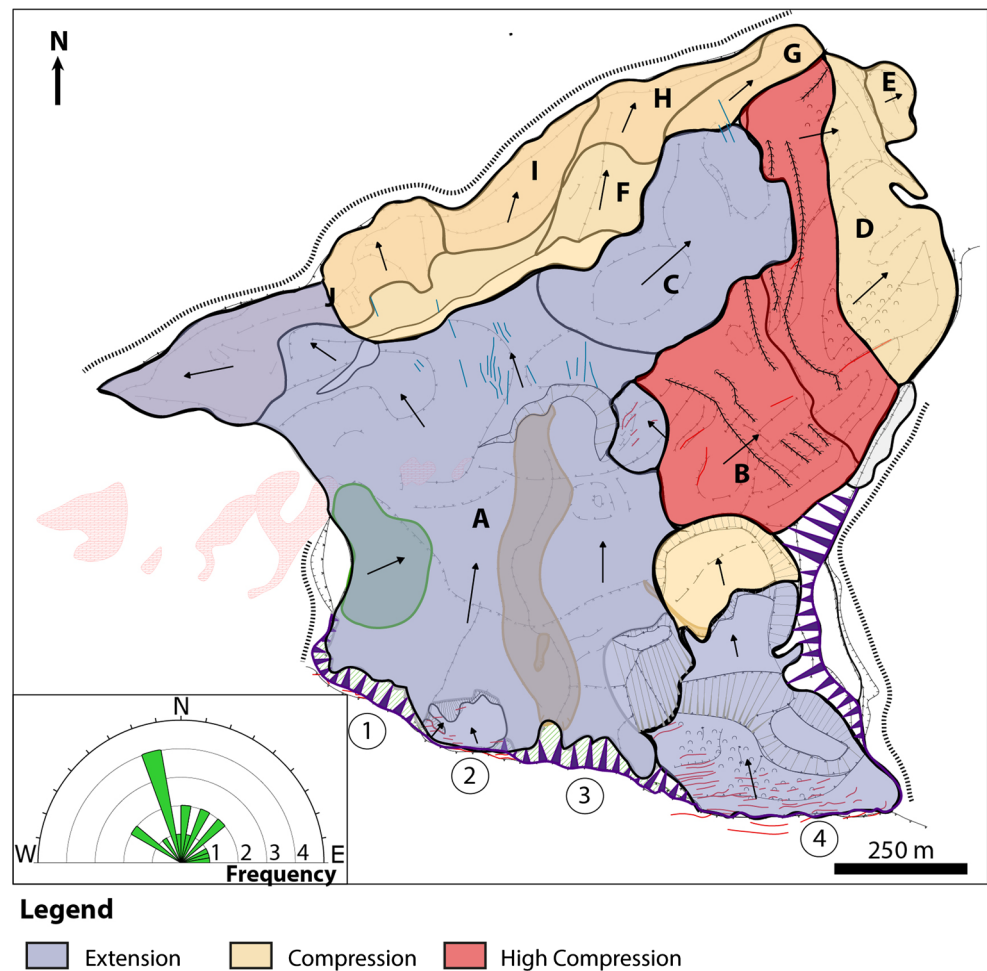 N
G
E
H
I
F
D
C
J
B
A
1
2
3
4
N
W
1 2 3 4 E
Frequency
250 m
Legend
Extension
Compression
High Compression